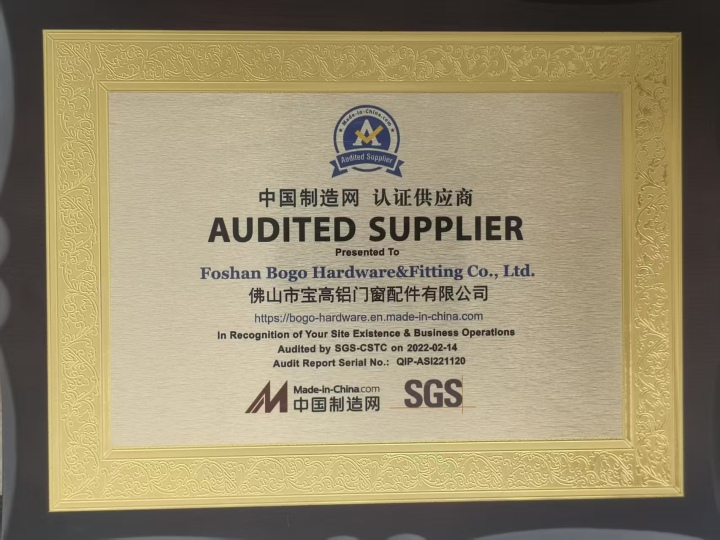 Made-in-China.com
A
Audited Supplier
中国制造网 认证供应商
AUDITED SUPPLIER
Presented To
Foshan Bogo Hardware&Fitting Co., Ltd.
佛山市宝高铝门窗配件有限公司
https://bogo-hardware.en.made-in-china.com
in Recognition of Your Site Existence & Business Operations
Audited by SGS-CSTC on 2022-02-14
Audit Report Serial No.: QIP-ASI221120
Made-in-China.com
中国制造网
SGS